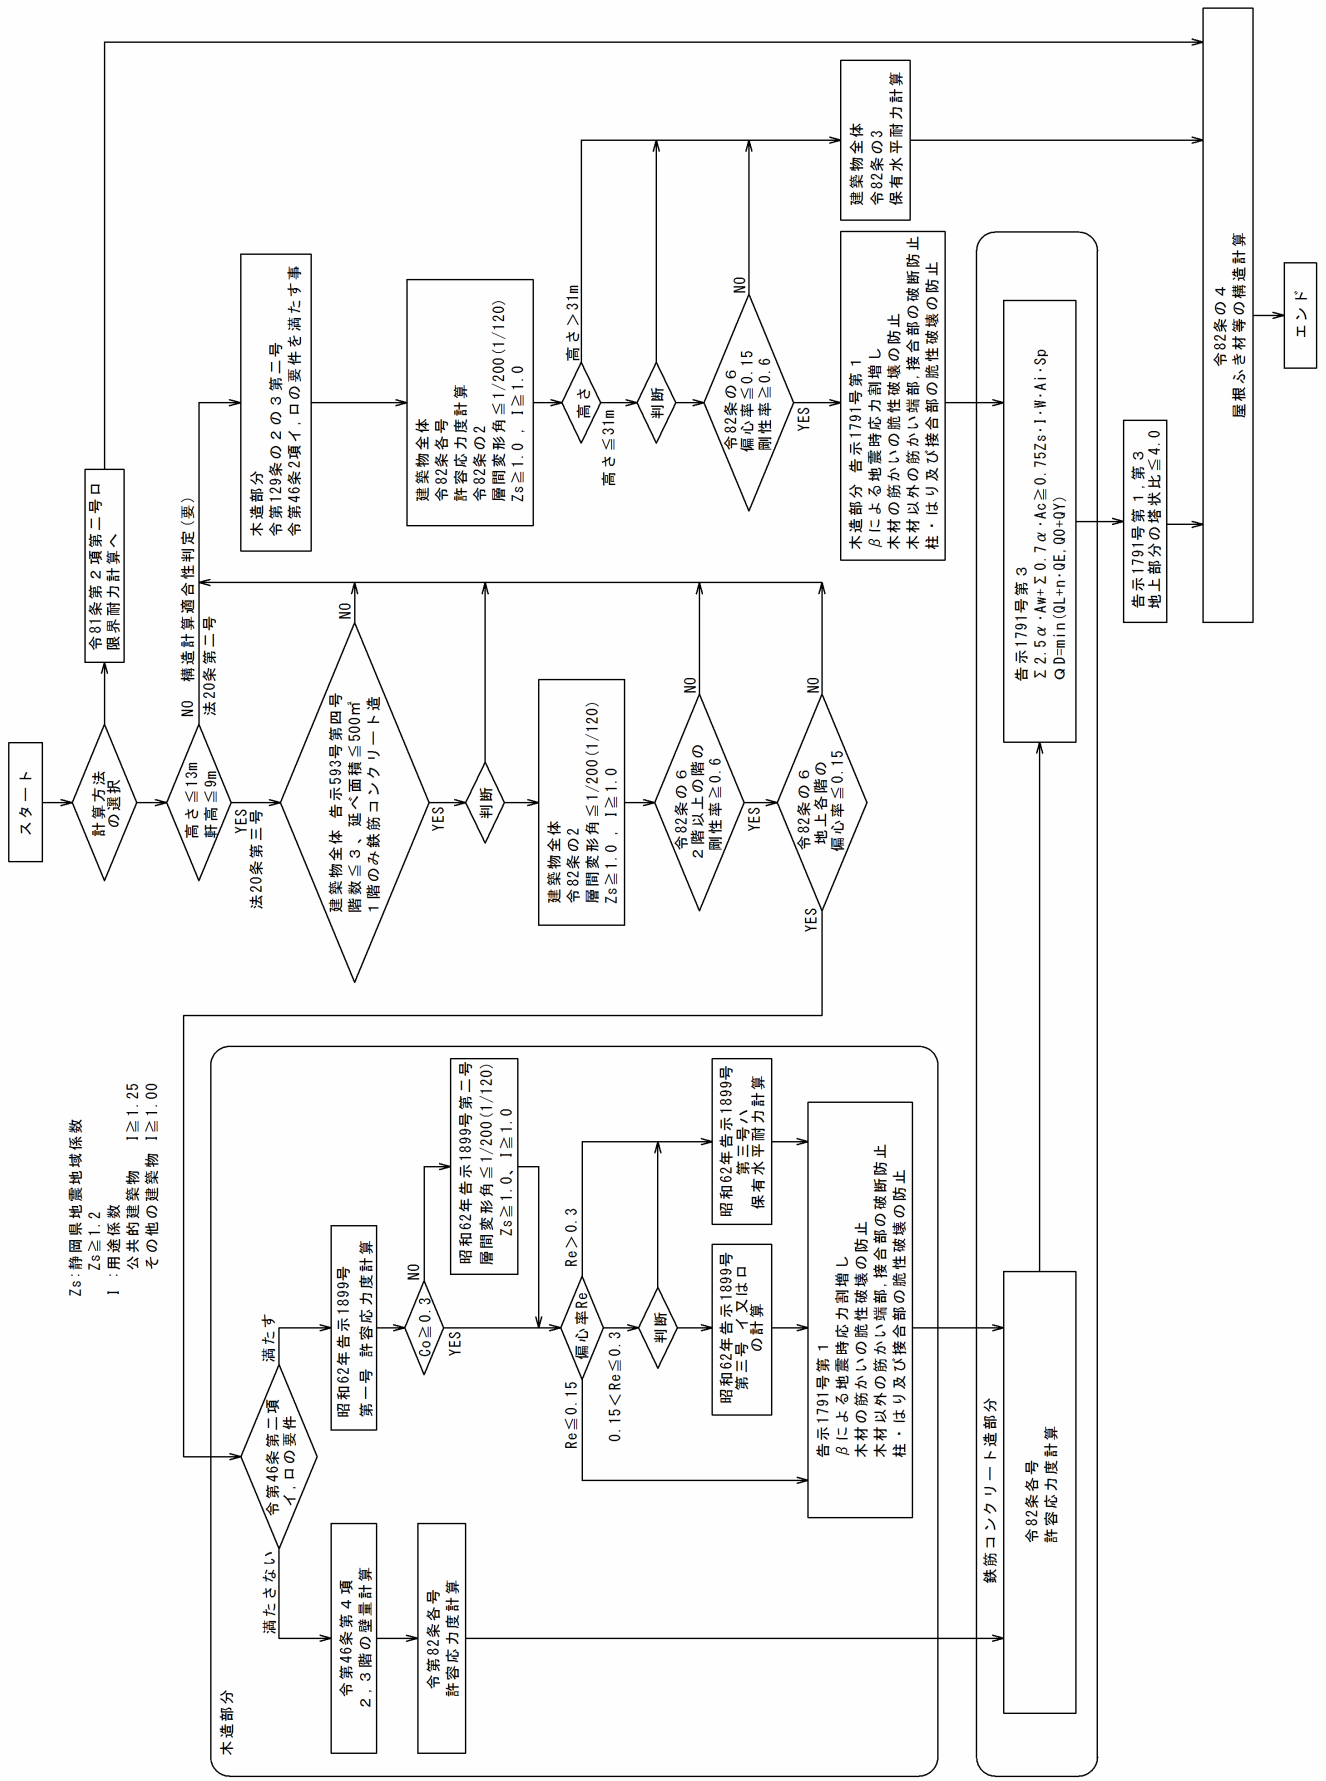 スタート
計算方法
の選択
令81条第２項第二号ロ
限界耐力計算へ
高さ≦13m
軒高≦9m
NO 構造計算適合性判定(要)
法20条第二号
YES
法20条第三号
建築物全体 告示593号第四号
階数≦３、延べ面積≦500㎡
１階のみ鉄筋コンクリート造
NO
YES
判断
建築物全体
令82条の2
層間変形角≦1/200(1/120)
Zs≧1.0 , I≧1.0
令82条の６
２階以上の階の
剛性率≧0.6
NO
YES
令82条の６
地上各階の
偏心率≦0.15
NO
YES
木造部分
令第129条の２の３第二号
令第46条2項イ,ロの要件を満たす事
建築物全体
令82条各号
許容応力度計算
令82条の2
層間変形角≦1/200(1/120)
Zs≧1.0 , I≧1.0
高さ
高さ＞31m
高さ≦31m
判断
令82条の６
偏心率≦0.15
剛性率≧0.6
NO
YES
建築物全体
令82条の3
保有水平耐力計算
木造部分 告示1791号第１
βによる地震時応力割増し
木材の筋かいの脆性破壊の防止
木材以外の筋かい端部,接合部の破断防止
柱・はり及び接合部の脆性破壊の防止
Zs:静岡県地震地域係数
Zs≧1.2
I :用途係数
公共的建築物 I≧1.25
その他の建築物 I≧1.00
木造部分
令第46条第二項
イ,ロの要件
満たさない
満たす
令第46条第４項
２,３階の壁量計算
令第82条各号
許容応力度計算
昭和62年告示1899号
第一号 許容応力度計算
Co≧0.3
NO
YES
昭和62年告示1899号第二号
層間変形角≦1/200(1/120)
Zs≧1.0、I≧1.0
偏心率Re
Re≦0.15
Re＞0.3
0.15＜Re≦0.3
判断
昭和62年告示1899号
第三号 イ又はロ
の計算
昭和62年告示1899号
第三号ハ
保有水平耐力計算
告示1791号第１
βによる地震時応力割増し
木材の筋かいの脆性破壊の防止
木材以外の筋かい端部,接合部の破断防止
柱・はり及び接合部の脆性破壊の防止
鉄筋コンクリート造部分
令82条各号
許容応力度計算
告示1791号第３
Σ2.5α・Aw+Σ0.7α・Ac≧0.75Zs・I・W・Ai・Sp
QD=min(QL+n・QE,QO+QY)
告示1791号第１,第３
地上部分の塔状比≦4.0
令82条の４
屋根ふき材等の構造計算
エンド